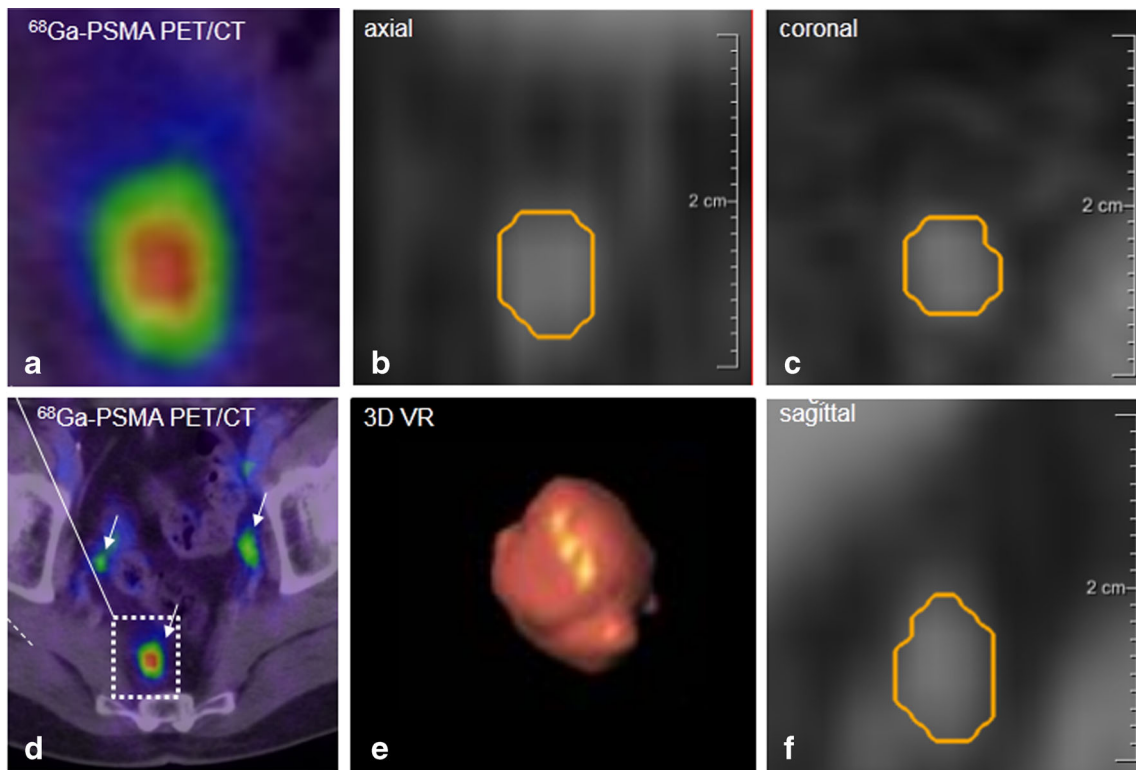 ⁶⁸Ga-PSMA PET/CT
a
axial
2 cm
b
coronal
2 cm
c
⁶⁸Ga-PSMA PET/CT
d
3D VR
e
sagittal
2 cm
f